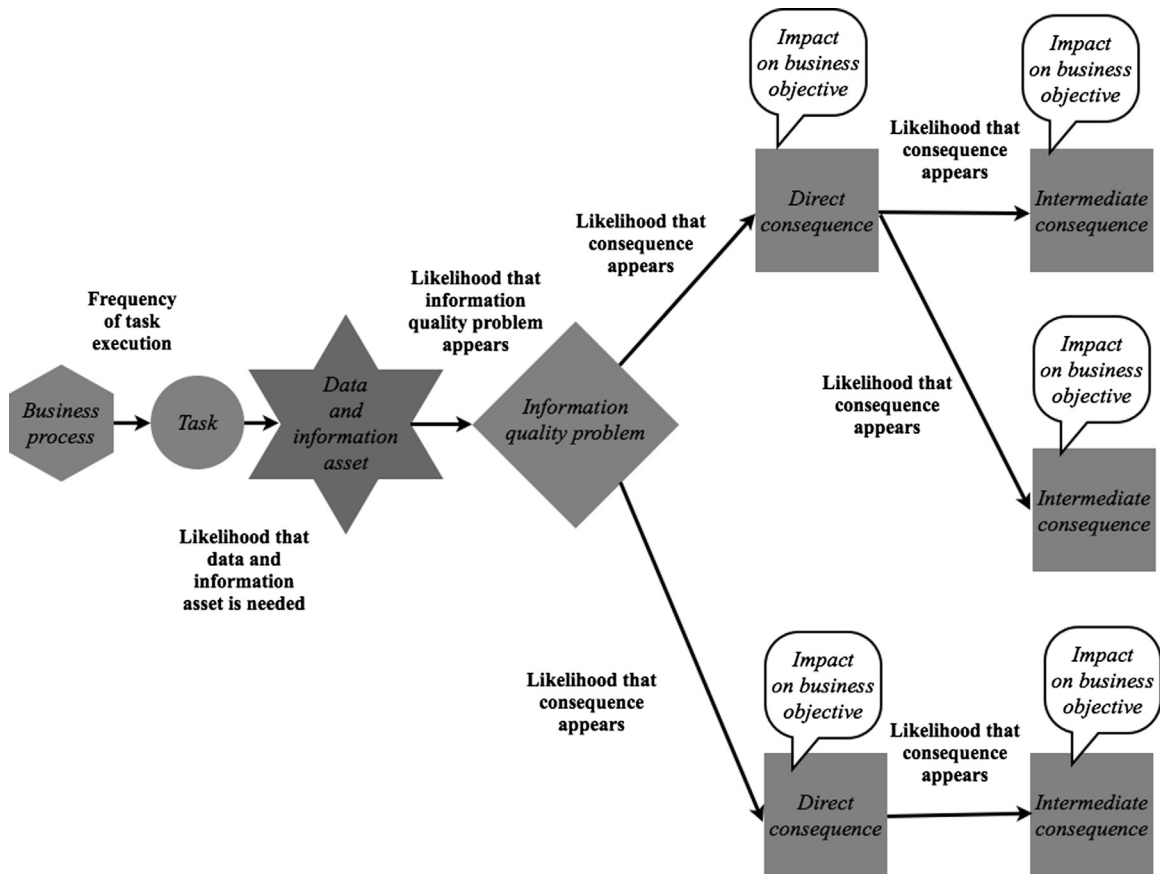 Business
process
Frequency
of task
execution
Task
Likelihood that
data and
information
asset is needed
Data
and
information
asset
Likelihood that
information
quality problem
appears
Information
quality problem
Likelihood that
consequence
appears
Impact
on business
objective
Direct
consequence
Likelihood that
consequence
appears
Impact
on business
objective
Intermediate
consequence
Likelihood that
consequence
appears
Impact
on business
objective
Intermediate
consequence
Likelihood that
consequence
appears
Impact
on business
objective
Direct
consequence
Likelihood that
consequence
appears
Impact
on business
objective
Intermediate
consequence